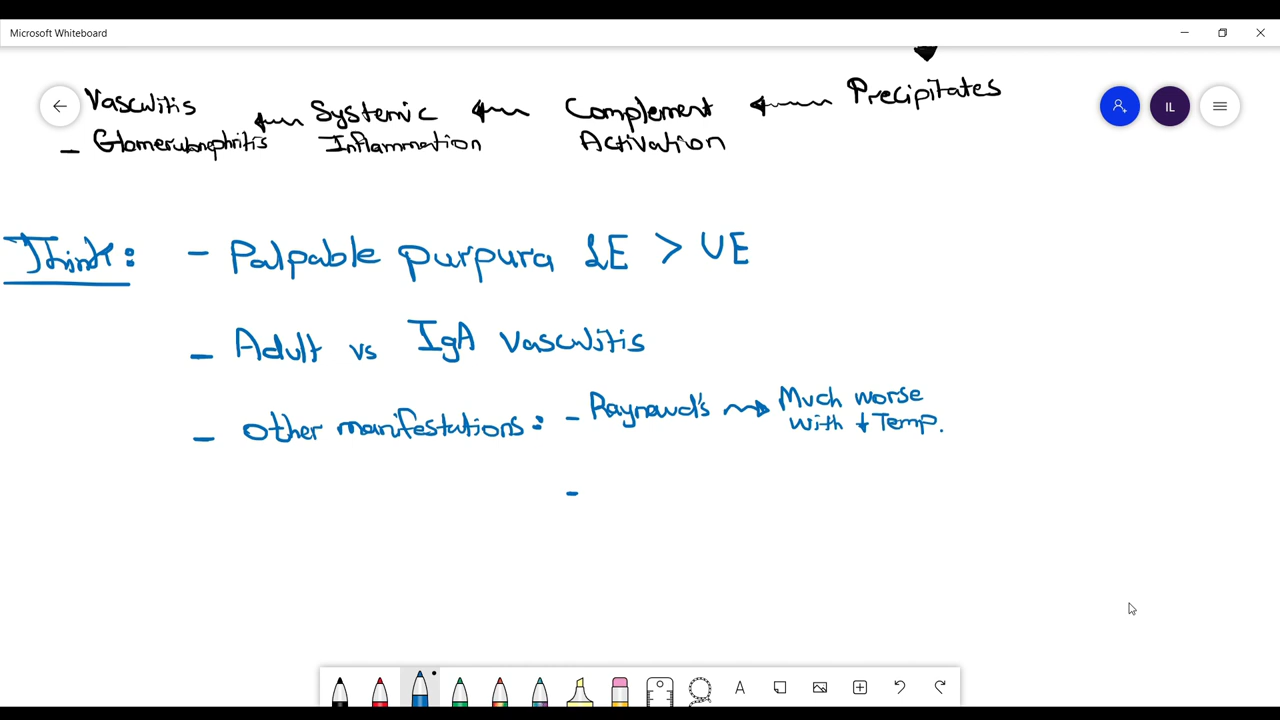 Microsoft Whiteboard
Precipitates
Complement
Activation
Systemic
Inflammation
Vasculitis
- Glomerulonephritis
IL
Think: - Palpable purpura LE > UE
- Adult vs IgA vasculitis
- Other manifestations: - Raynaud's → Much worse
with ↓ Temp.
-
A